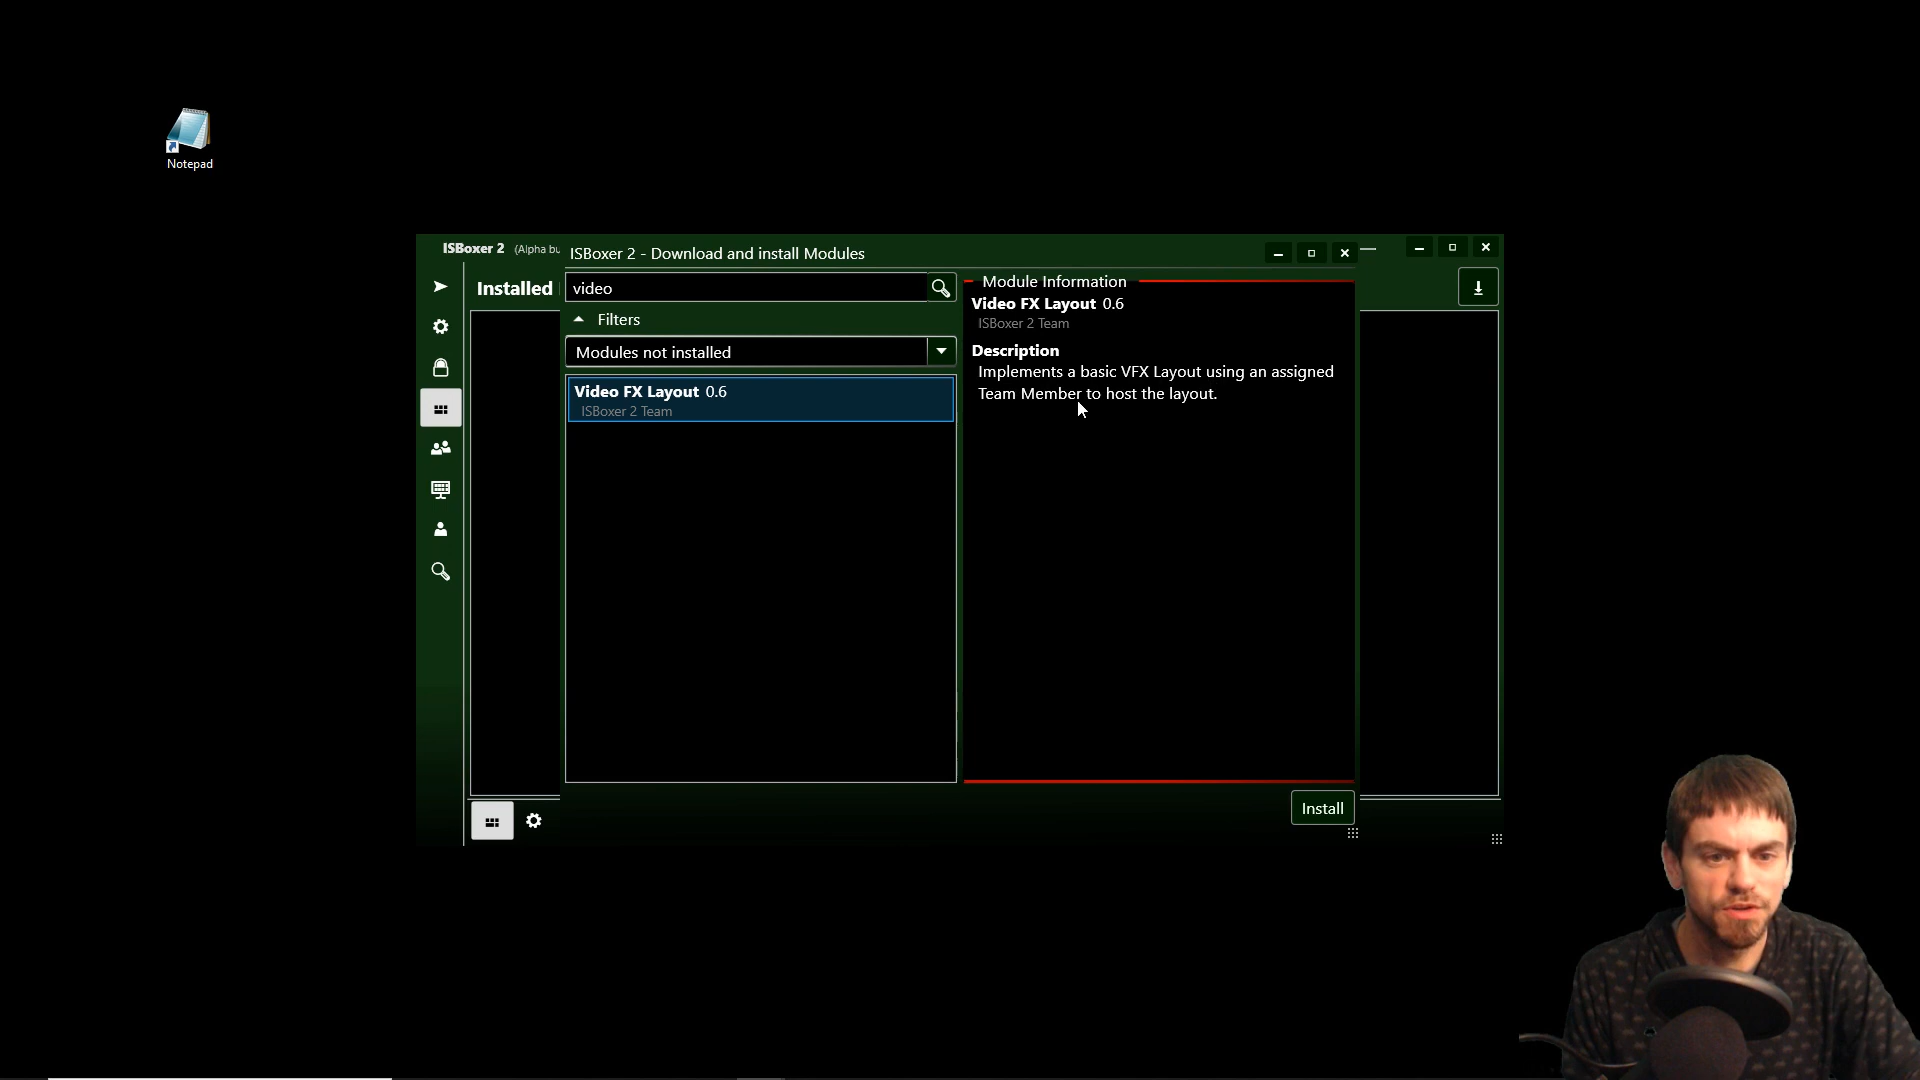 Notepad
ISBoxer 2 (Alpha bu
ISBoxer 2 - Download and install Modules
Installed
video
Filters
Modules not installed
Video FX Layout 0.6
ISBoxer 2 Team
Module Information
Video FX Layout 0.6
ISBoxer 2 Team
Description
Implements a basic VFX Layout using an assigned
Team Member to host the layout.
Install